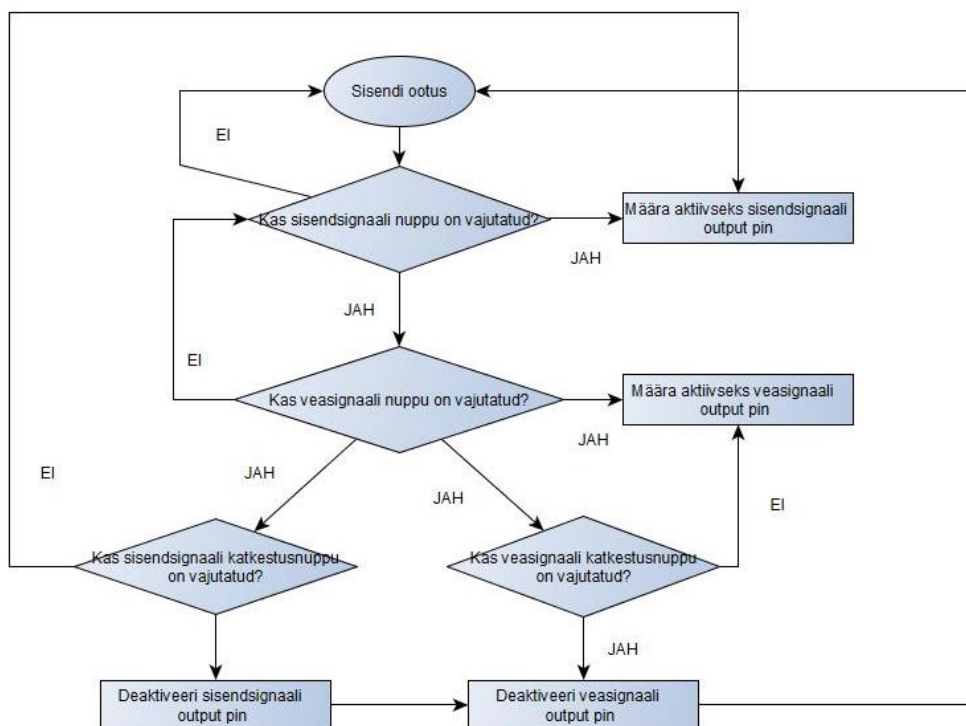 Sisendi ootus
EI
Kas sisendsignaali nuppu on vajutatud?
Määra aktiivseks sisendsignaali
output pin
JAH
JAH
EI
Kas veasignaali nuppu on vajutatud?
Määra aktiivseks veasignaali
output pin
JAH
EI
JAH
JAH
EI
Kas sisendsignaali katkestusnuppu
on vajutatud?
Kas veasignaali katkestusnuppu
on vajutatud?
JAH
Deaktiveeri sisendsignaali
output pin
Deaktiveeri veasignaali
output pin